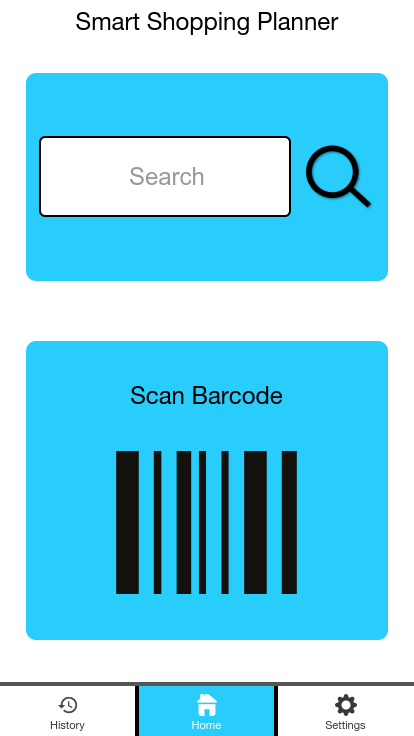 Smart Shopping Planner
Search
Scan Barcode
History
Home
Settings